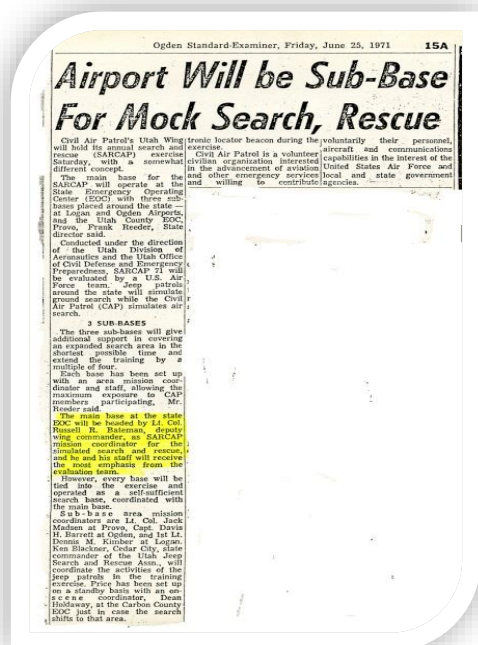 Ogden Standard-Examiner, Friday, June 25, 1971 15A
Airport Will be Sub-Base
For Mock Search, Rescue
Civil Air Patrol's Utah Wing
will hold its annual search and
rescue (SARCAP) exercise
Saturday, with a somewhat
different concept.
The main base for the
SARCAP will operate at the
State Emergency Operating
Center (EOC) with three sub-
bases placed around the state —
at Logan and Ogden Airports,
and the Utah County EOC,
Provo, Frank Reeder, State
director said.
Conducted under the direction
of the Utah Division of
Aeronautics and the Utah Office
of Civil Defense and Emergency
Preparedness, SARCAP 71 will
be evaluated by a U.S. Air
Force team. Jeep patrols
around the state will simulate
ground search while the Civil
Air Patrol (CAP) simulates air
search.
3 SUB-BASES
The three sub-bases will give
additional support in covering
an expanded search area in the
shortest possible time and
extend the training by a
multiple of four.
Each base has been set up
with an area mission coor-
dinator and staff, allowing the
maximum exposure to CAP
members participating, Mr.
Reeder said.
The main base at the state
EOC will be headed by Lt. Col.
Russell R. Bateman, deputy
wing commander, as SARCAP
mission coordinator for the
simulated search and rescue,
and he and his staff will receive
the most emphasis from the
evaluation team.
However, every base will be
tied into the exercise and
operated as a self-sufficient
search base, coordinated with
the main base.
Sub-base area mission
coordinators are Lt. Col. Jack
Madsen at Provo, Capt. Davis
H. Barrett at Ogden, and 1st Lt.
Dennis M. Kimber at Logan.
Ken Blackner, Cedar City, state
commander of the Utah Jeep
Search and Rescue Assn., will
coordinate the activities of the
jeep patrols in the training
exercise. Price has been set up
on a standby basis with an on-
scene coordinator, Dean
Holdaway, at the Carbon County
EOC just in case the search
shifts to that area.
tronic locator beacon during the
exercise.
Civil Air Patrol is a volunteer
civilian organization interested
in the advancement of aviation
and other emergency services
and willing to contribute
voluntarily their personnel,
aircraft and communications
capabilities in the interest of the
United States Air Force and
local and state government
agencies.